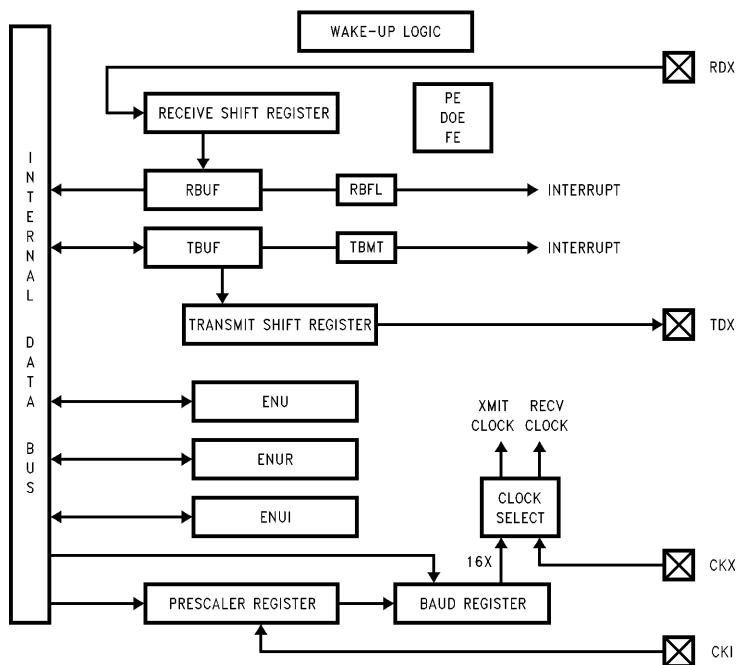 WAKE-UP LOGIC
RDX
RECEIVE SHIFT REGISTER
PE
DOE
FE
INTERNAL DATA BUS
RBUF
RBFL
INTERRUPT
TBUF
TBMT
INTERRUPT
TRANSMIT SHIFT REGISTER
TDX
ENU
XMIT CLOCK
RECV CLOCK
ENUR
ENUI
CLOCK
SELECT
16X
CKX
PRESCALER REGISTER
BAUD REGISTER
CKI